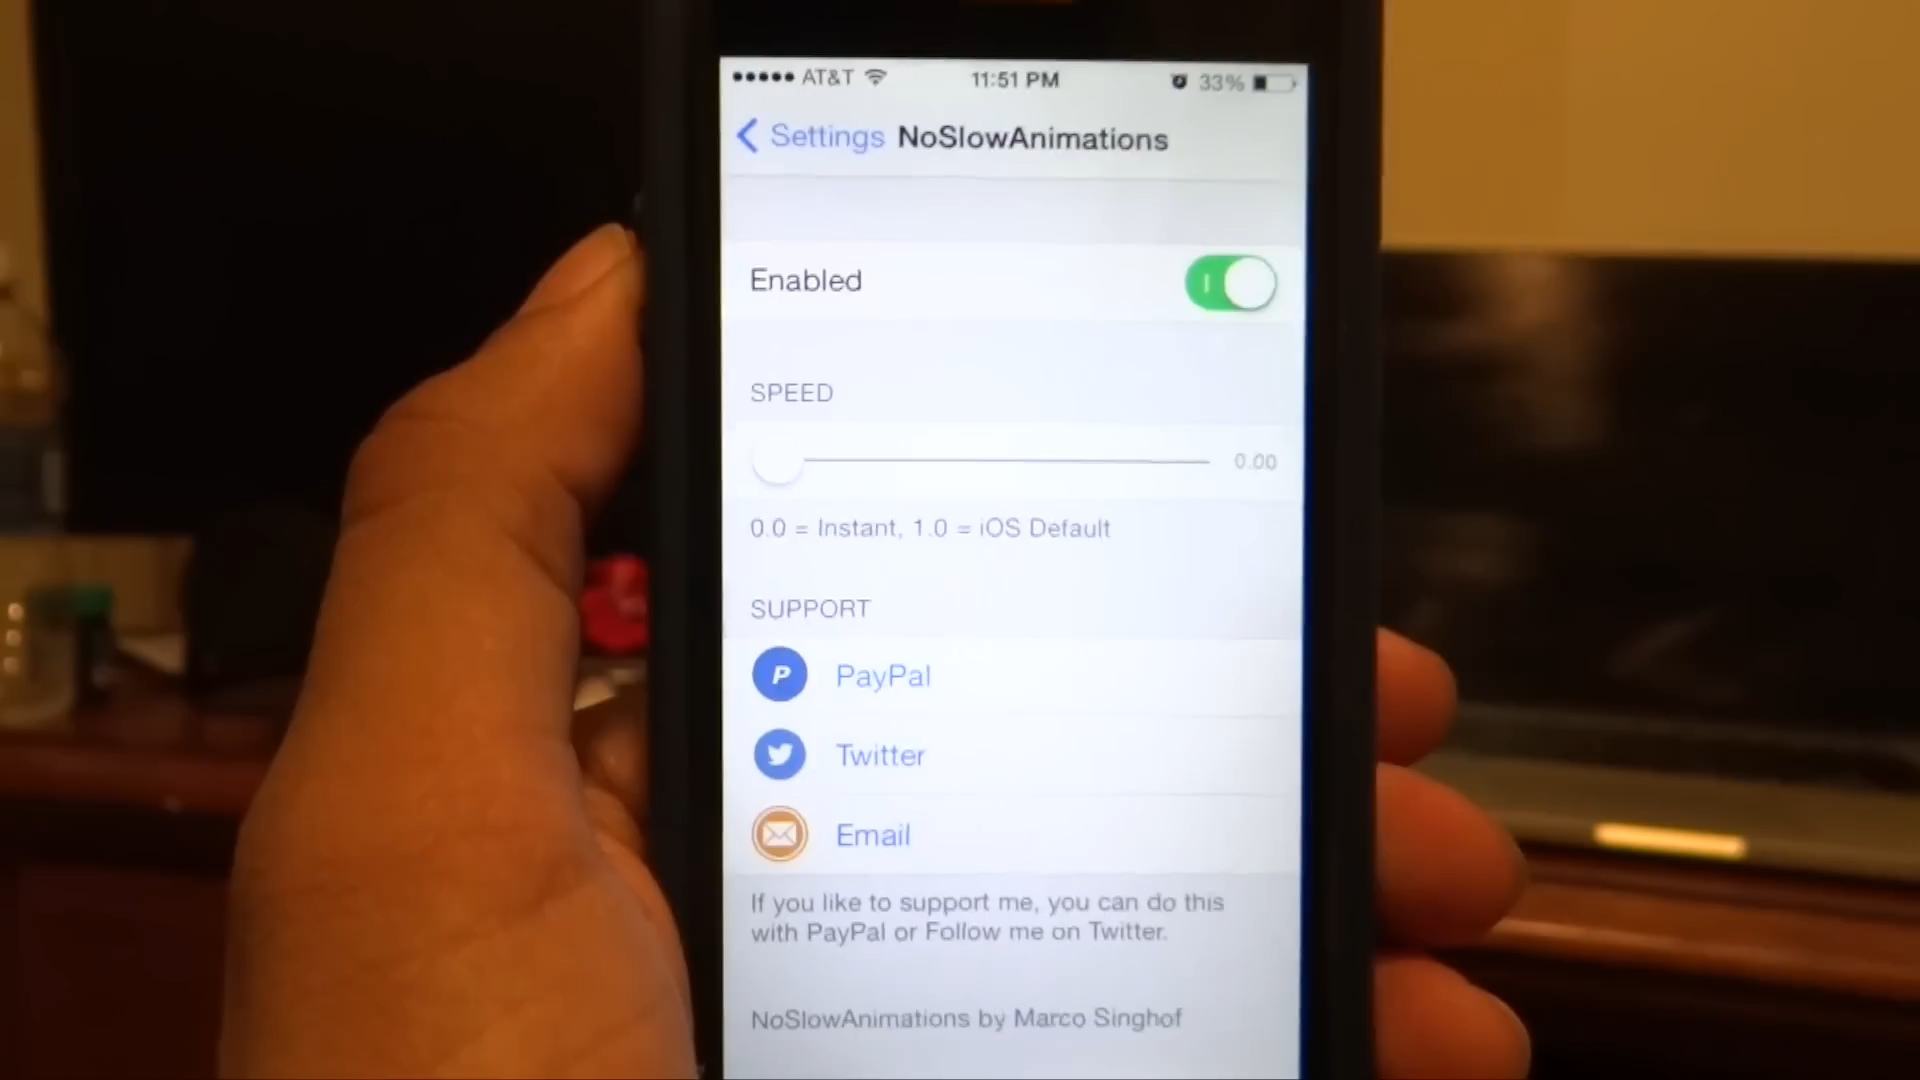 AT&T 11:51 PM 33%
Settings NoSlowAnimations
Enabled
SPEED
0.00
0.0 = Instant, 1.0 = iOS Default
SUPPORT
P PayPal
Twitter
Email
If you like to support me, you can do this
with PayPal or Follow me on Twitter.
NoSlowAnimations by Marco Singhof